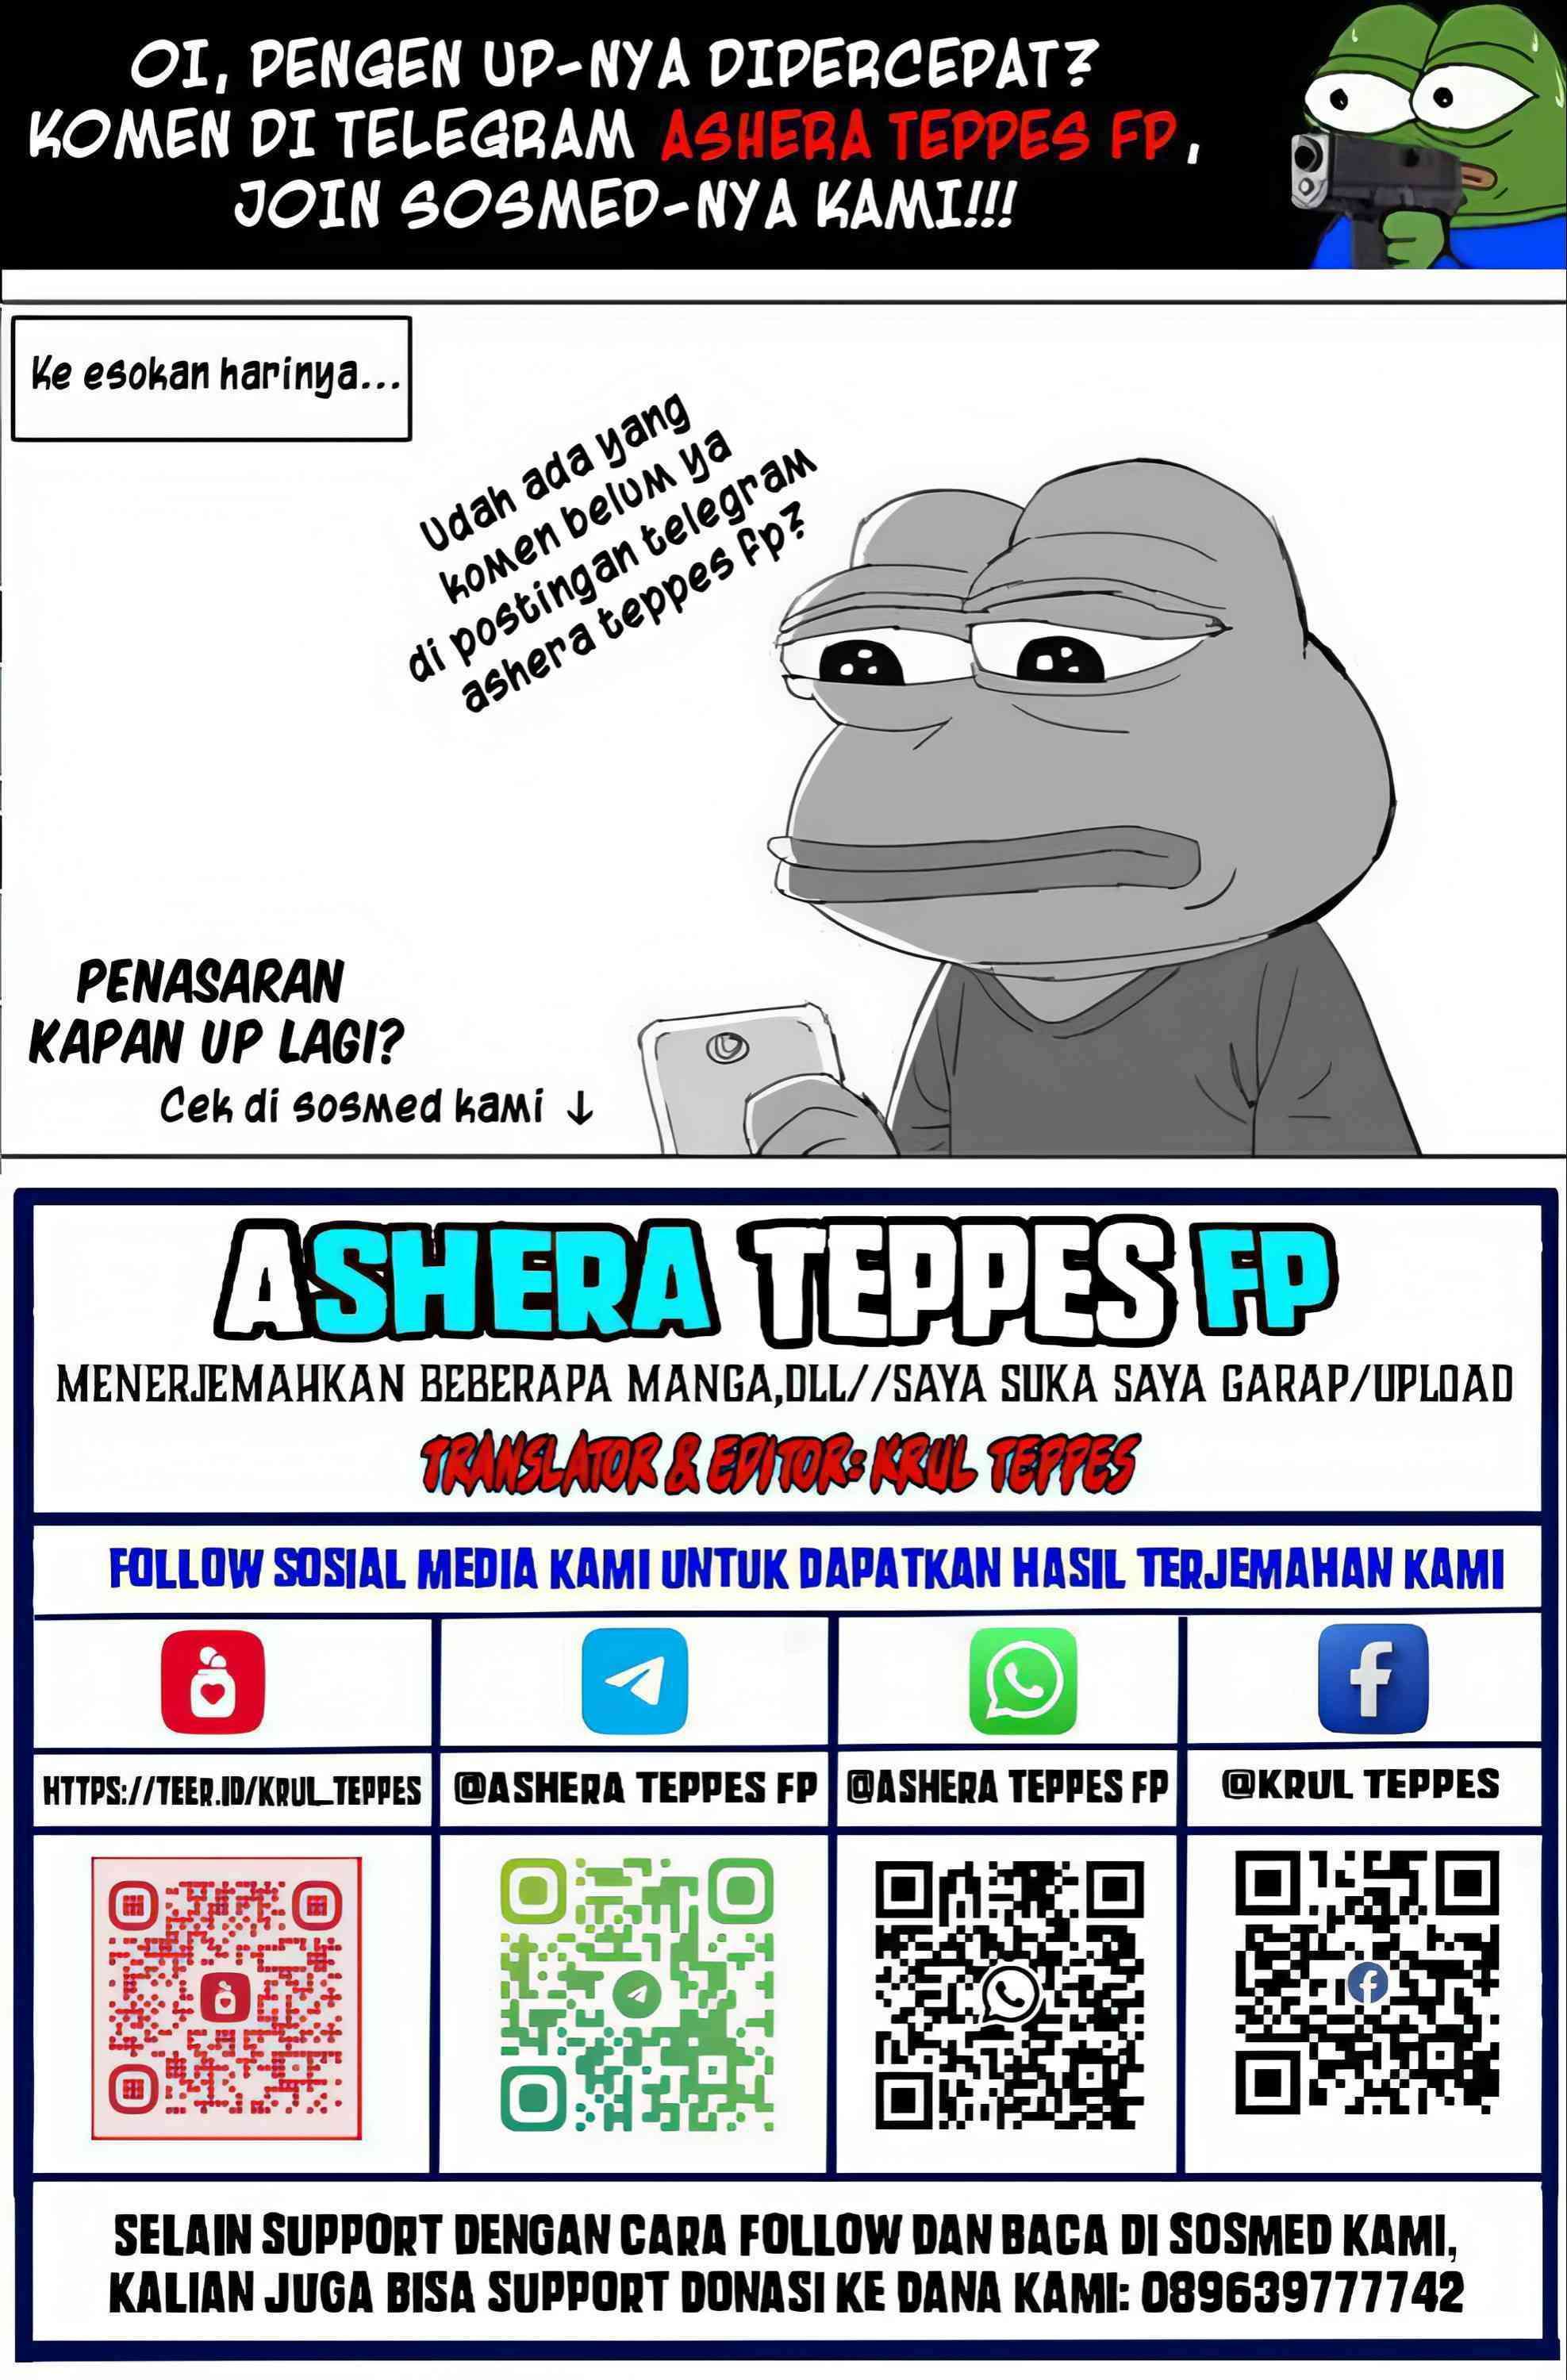 OI, PENGEN UP-NYA DIPERCEPAT?
KOMEN DI TELEGRAM ASHERA TEPPES FP,
JOIN SOSMED-NYA KAMI!!!
Ke esokan harinya...
Udah ada yang
komen belum ya
di postingan telegram
ashera teppes fp?
PENASARAN
KAPAN UP LAGI?
Cek di sosmed kami ↓
ASHERA TEPPES FP
MENERJEMAHKAN BEBERAPA MANGA,DLL//SAYA SUKA SAYA GARAP/UPLOAD
TRANSLATOR & EDITOR: KRUL TEPPES
FOLLOW SOSIAL MEDIA KAMI UNTUK DAPATKAN HASIL TERJEMAHAN KAMI
HTTPS://TEER.ID/KRUL_TEPPES
@ASHERA TEPPES FP
@ASHERA TEPPES FP
@KRUL TEPPES
SELAIN SUPPORT DENGAN CARA FOLLOW DAN BACA DI SOSMED KAMI,
KALIAN JUGA BISA SUPPORT DONASI KE DANA KAMI: 089639777742